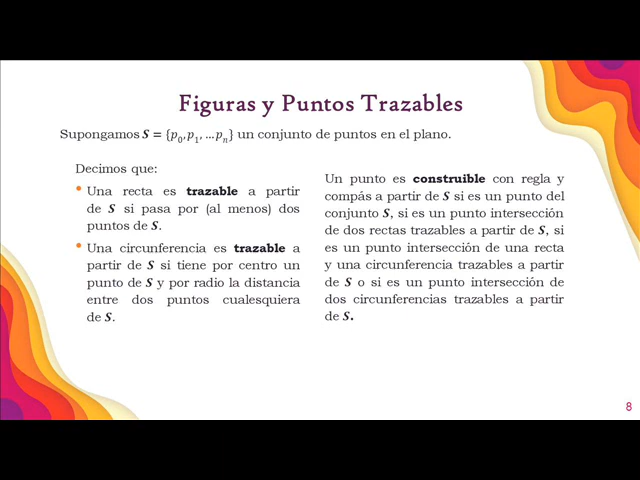 Figuras y Puntos Trazables
Supongamos S = {p₀,p₁, …pₙ} un conjunto de puntos en el plano.
Decimos que:
• Una recta es trazable a partir
de S si pasa por (al menos) dos
puntos de S.
• Una circunferencia es trazable a
partir de S si tiene por centro un
punto de S y por radio la distancia
entre dos puntos cualesquiera
de S.
Un punto es construible con regla y
compás a partir de S si es un punto del
conjunto S, si es un punto intersección
de dos rectas trazables a partir de S, si
es un punto intersección de una recta
y una circunferencia trazables a partir
de S o si es un punto intersección de
dos circunferencias trazables a partir
de S.
8